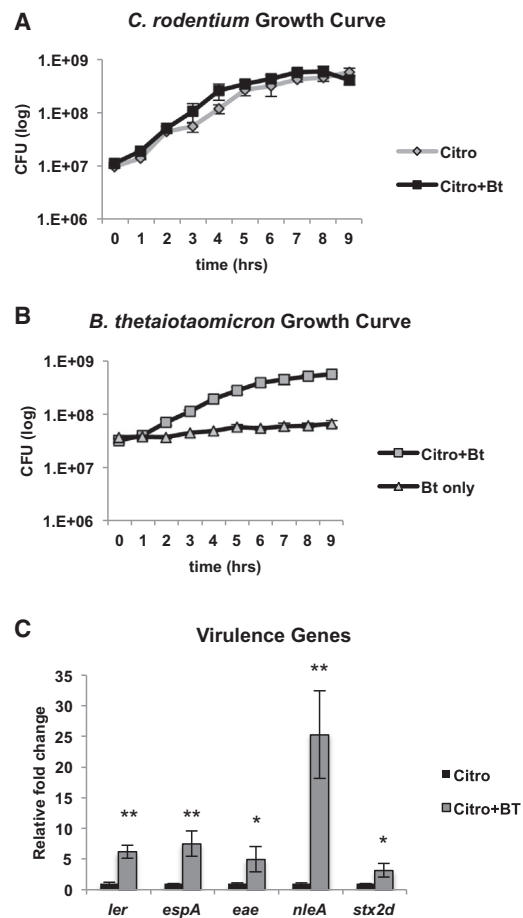 A
C. rodentium Growth Curve
1.E+09
1.E+08
1.E+07
1.E+06
CFU (log)
0 1 2 3 4 5 6 7 8 9
time (hrs)
Citro
Citro+Bt
B
B. thetaiotaomicron Growth Curve
1.E+09
1.E+08
1.E+07
1.E+06
CFU (log)
0 1 2 3 4 5 6 7 8 9
time (hrs)
Citro+Bt
Bt only
C
Virulence Genes
35
30
25
20
15
10
5
0
Relative fold change
** ** * ** *
ler espA eae nleA stx2d
Citro
Citro+BT